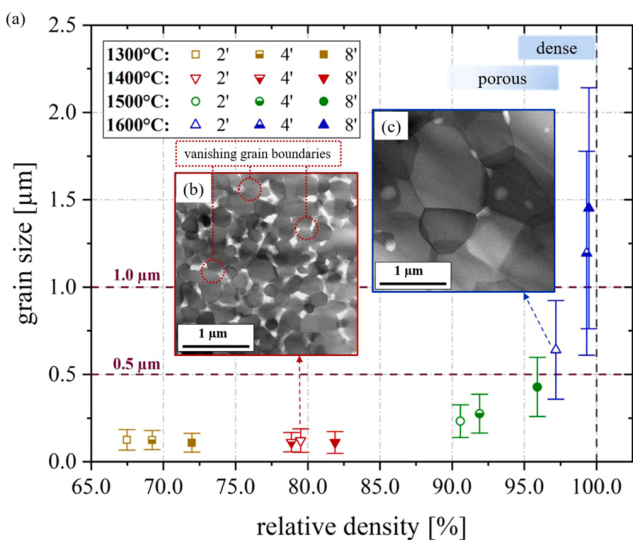 (a)
2.5
2.0
1.5
1.0
0.5
0.0
grain size [µm]
1300°C: 2' 4' 8'
1400°C: 2' 4' 8'
1500°C: 2' 4' 8'
1600°C: 2' 4' 8'
dense
porous
vanishing grain boundaries
(b)
1 µm
(c)
1 µm
1.0 µm
0.5 µm
65.0 70.0 75.0 80.0 85.0 90.0 95.0 100.0
relative density [%]